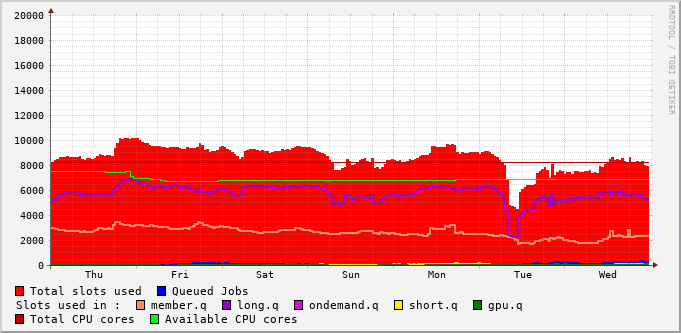 20000
18000
16000
14000
12000
10000
8000
6000
4000
2000
0
Thu Fri Sat Sun Mon Tue Wed
RRDTOOL / TOBI OETIKER
Total slots used Queued Jobs
Slots used in : member.q long.q ondemand.q short.q gpu.q
Total CPU cores Available CPU cores